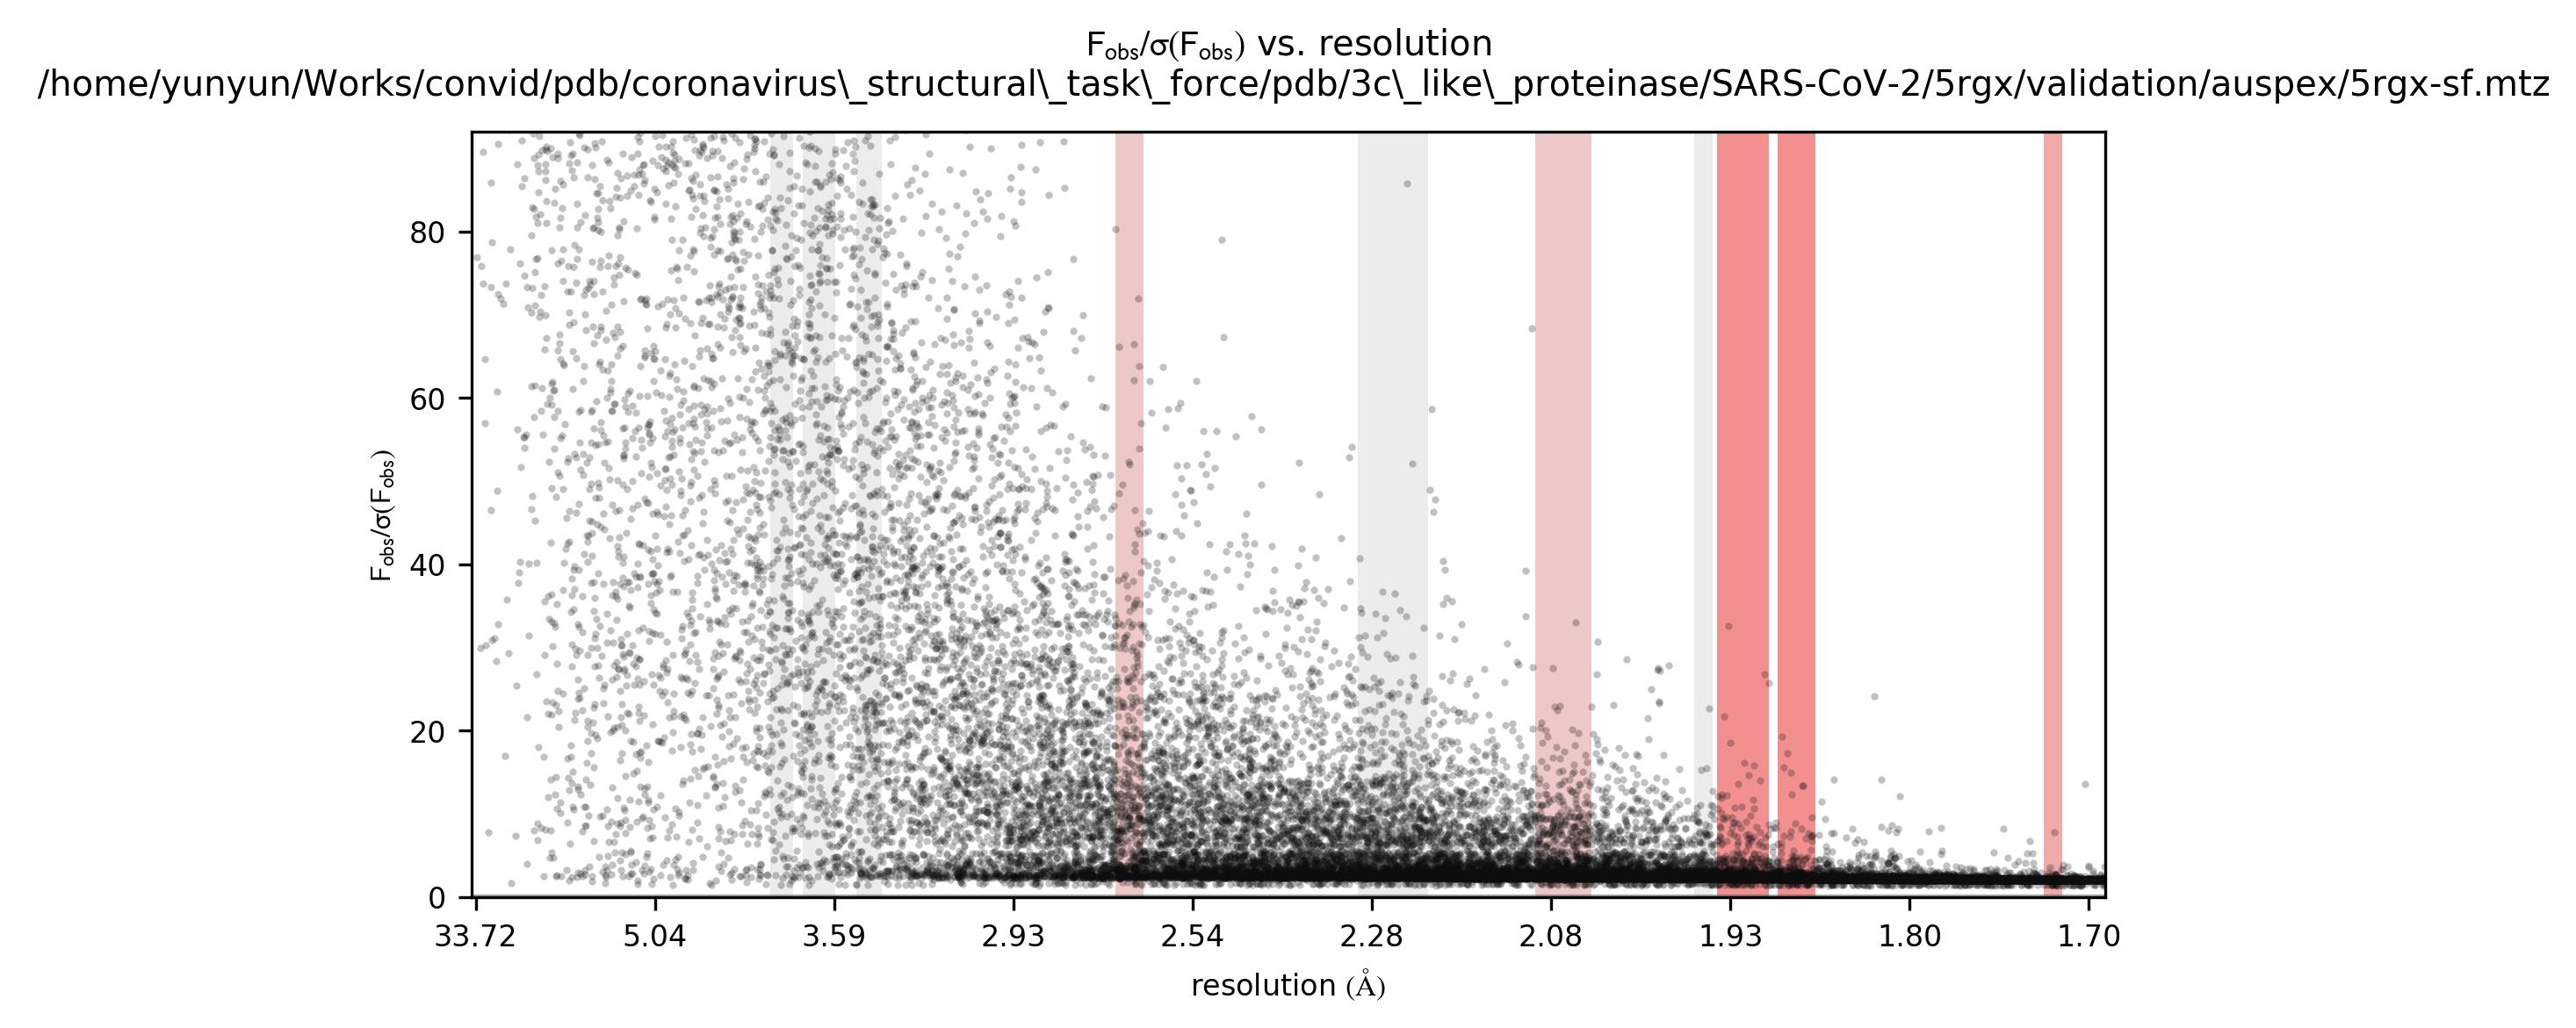 Fobs/σ(Fobs) vs. resolution
/home/yunyun/Works/convid/pdb/coronavirus\_structural\_task\_force/pdb/3c\_like\_proteinase/SARS-CoV-2/5rgx/validation/auspex/5rgx-sf.mtz
Fobs/σ(Fobs)
80
60
40
20
0
33.72 5.04 3.59 2.93 2.54 2.28 2.08 1.93 1.80 1.70
resolution (Å)